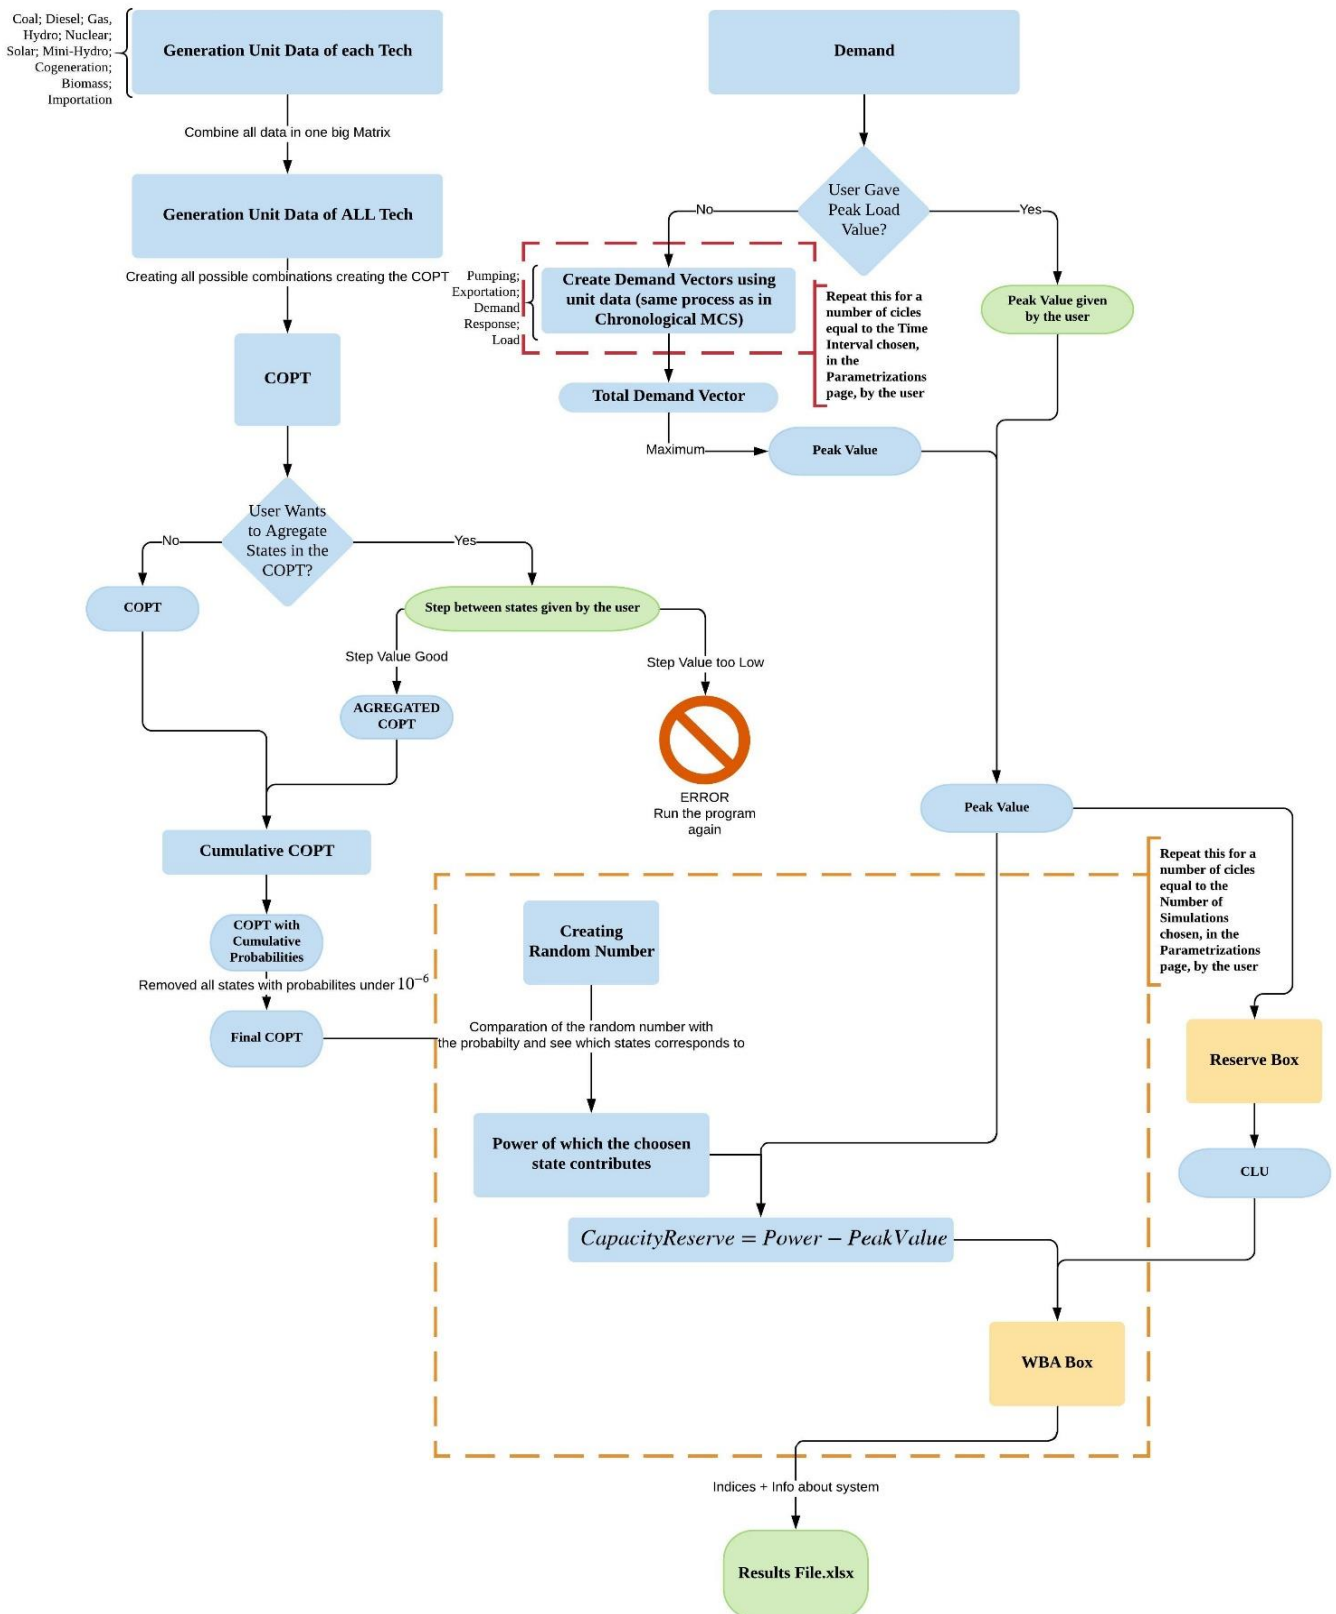 Coal; Diesel; Gas,
Hydro; Nuclear;
Solar; Mini-Hydro;
Cogeneration;
Biomass;
Importation
Generation Unit Data of each Tech
Combine all data in one big Matrix
Generation Unit Data of ALL Tech
Creating all possible combinations creating the COPT
COPT
User Wants
to Agregate
States in the
COPT?
No
Yes
COPT
Step between states given by the user
Step Value Good
Step Value too Low
AGREGATED
COPT
ERROR
Run the program
again
Cumulative COPT
COPT with
Cumulative
Probabilities
Removed all states with probabilites under 10⁻⁶
Final COPT
Demand
User Gave
Peak Load
Value?
No
Yes
Pumping;
Exportation;
Demand
Response;
Load
Create Demand Vectors using
unit data (same process as in
Chronological MCS)
Repeat this for a
number of cicles
equal to the Time
Interval chosen,
in the
Parametrizations
page, by the user
Peak Value given
by the user
Total Demand Vector
Maximum
Peak Value
Peak Value
Repeat this for a
number of cicles
equal to the
Number of
Simulations
chosen, in the
Parametrizations
page, by the user
Creating
Random Number
Comparation of the random number with
the probabilty and see which states corresponds to
Power of which the choosen
state contributes
CapacityReserve = Power − PeakValue
Reserve Box
CLU
WBA Box
Indices + Info about system
Results File.xlsx